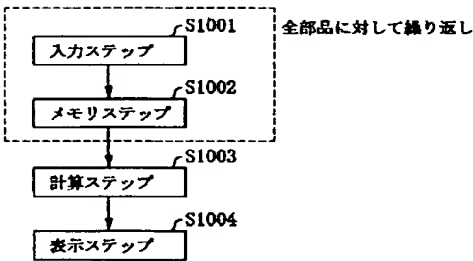 S1001
全部品に対して繰り返し
入力ステップ
S1002
メモリステップ
S1003
計算ステップ
S1004
表示ステップ